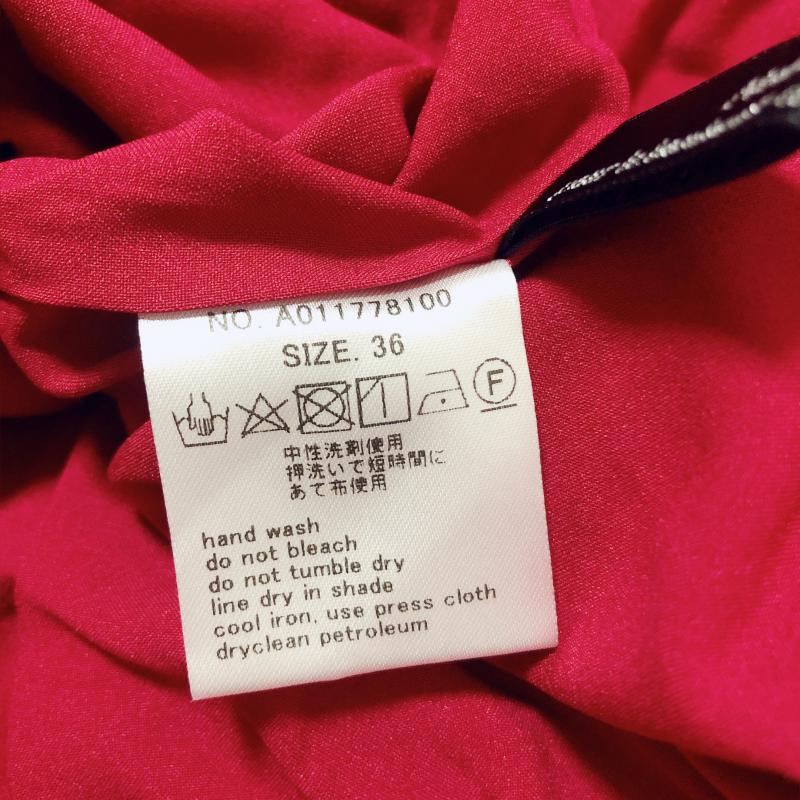 NO. A011778100
SIZE. 36
F
中性洗剤使用
押洗いで短時間に
あて布使用
hand wash
do not bleach
do not tumble dry
line dry in shade
cool iron, use press cloth
dryclean petroleum